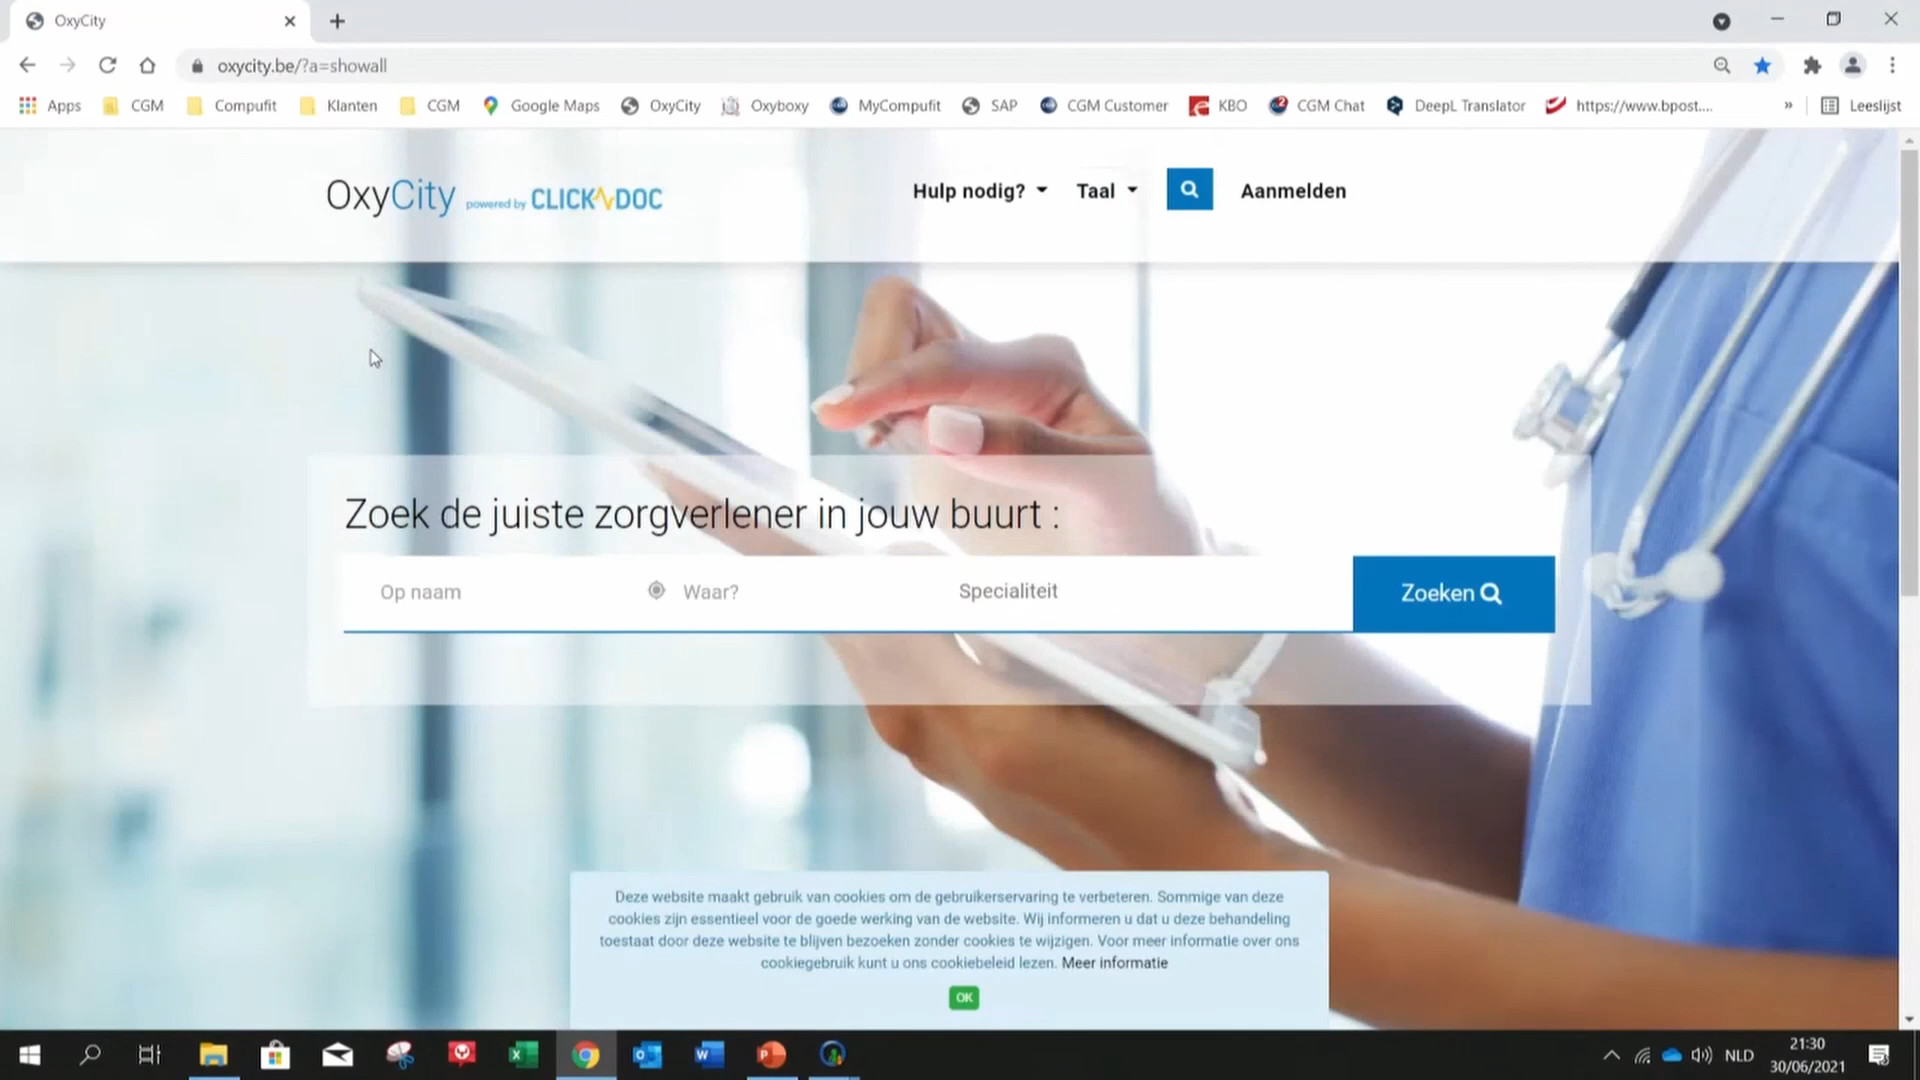 OxyCity
oxycity.be/?a=showall
Apps CGM Compufit Klanten CGM Google Maps OxyCity Oxyboxy MyCompufit SAP CGM Customer KBO CGM Chat DeepL Translator https://www.bpost.... » Leeslijst
OxyCity powered by CLICKDOC Hulp nodig? Taal Aanmelden
Zoek de juiste zorgverlener in jouw buurt :
Op naam Waar? Specialiteit Zoeken
Deze website maakt gebruik van cookies om de gebruikerservaring te verbeteren. Sommige van deze
cookies zijn essentieel voor de goede werking van de website. Wij informeren u dat u deze behandeling
toestaat door deze website te blijven bezoeken zonder cookies te wijzigen. Voor meer informatie over ons
cookiegebruik kunt u ons cookiebeleid lezen. Meer informatie
OK
NLD 21:30
30/06/2021